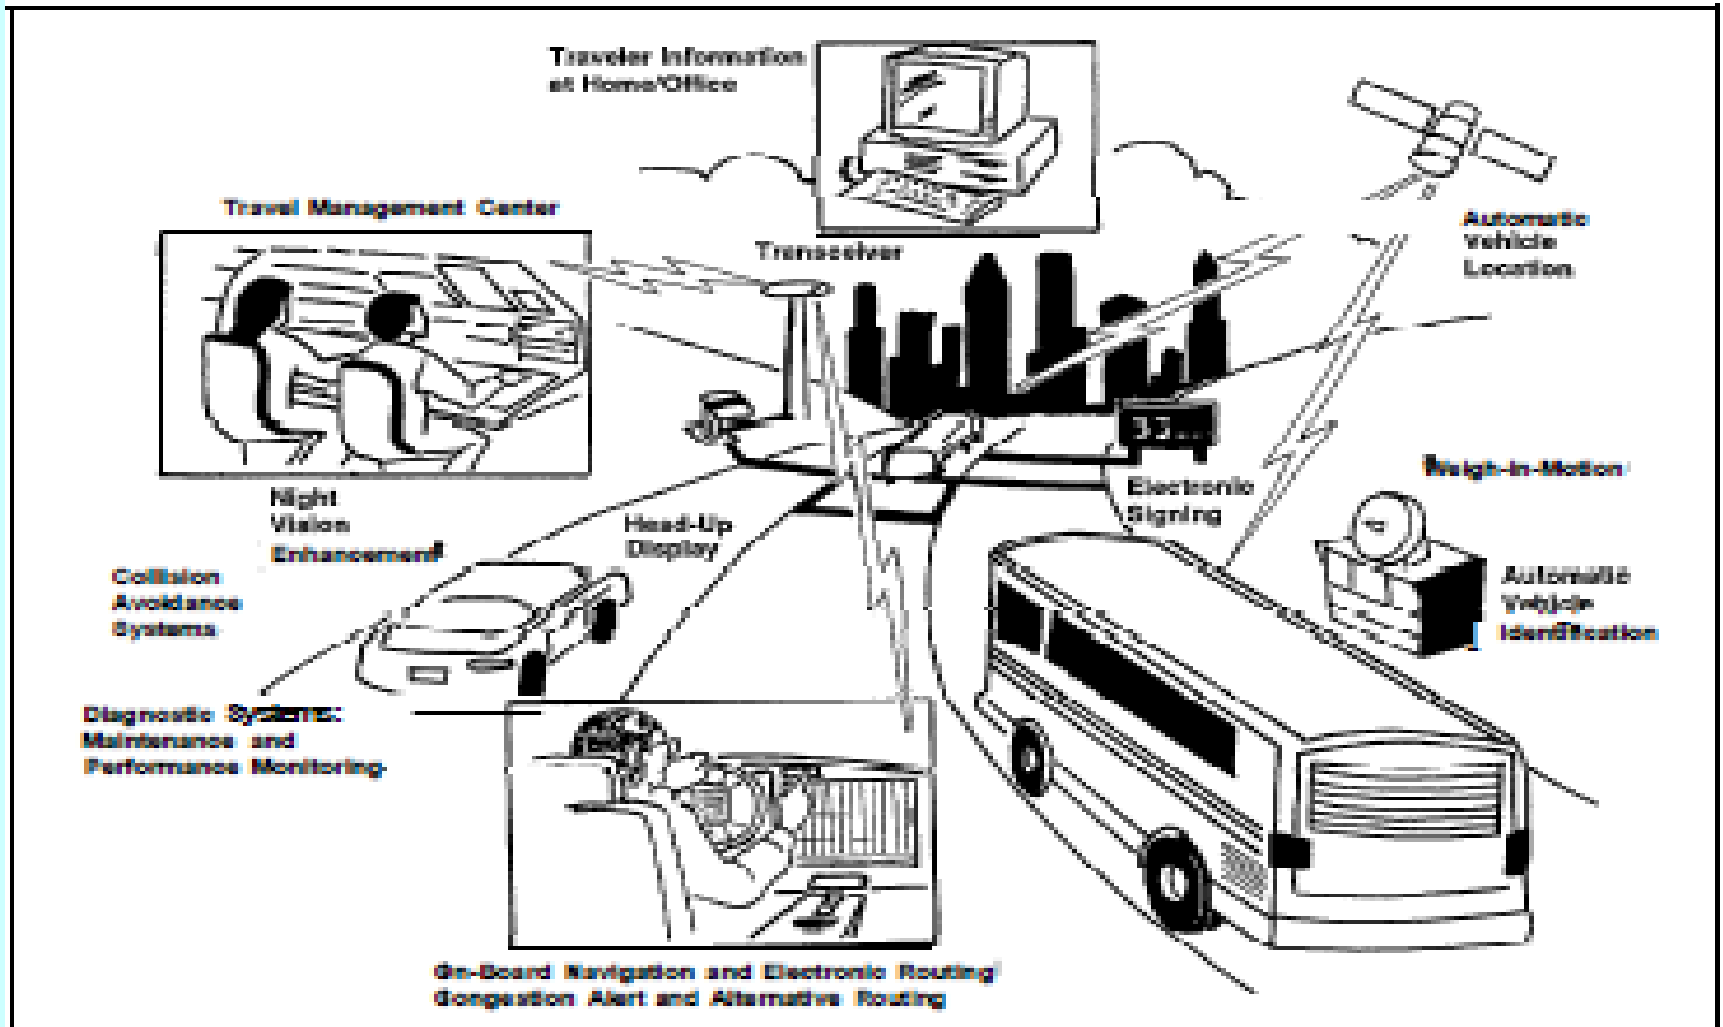 Traveler Information
at Home/Office
Travel Management Center
Transceiver
Automatic
Vehicle
Location
Weigh-in-Motion
Electronic
Signing
Night
Vision
Enhancement
Head-Up
Display
Collision
Avoidance
Systems
Automatic
Vehicle
Identification
Diagnostic Systems:
Maintenance and
Performance Monitoring
On-Board Navigation and Electronic Routing/
Congestion Alert and Alternative Routing